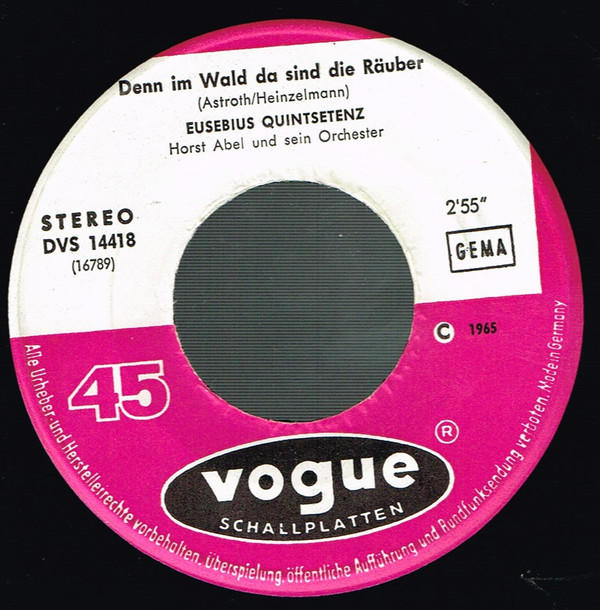 Denn im Wald da sind die Räuber
(Astroth/Heinzelmann)
EUSEBIUS QUINTSETENZ
Horst Abel und sein Orchester
STEREO
DVS 14418
(16789)
2'55"
GEMA
C 1965
45
®
vogue
SCHALLPLATTEN
Alle Urheber- und Herstellerrechte vorbehalten. Überspielung, öffentliche Aufführung und Rundfunksendung verboten. Made in Germany